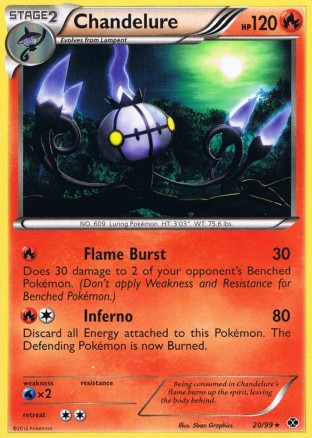 STAGE2
Chandelure
HP120
Evolves from Lampent
NO. 609 Luring Pokémon HT: 3'03" WT: 75.6 lbs.
Flame Burst 30
Does 30 damage to 2 of your opponent's Benched
Pokémon. (Don't apply Weakness and Resistance for
Benched Pokémon.)
Inferno 80
Discard all Energy attached to this Pokémon. The
Defending Pokémon is now Burned.
weakness
resistance
×2
retreat
Being consumed in Chandelure's
flame burns up the spirit, leaving
the body behind.
Illus. 5ban Graphics
20/99★
©2012 Pokémon